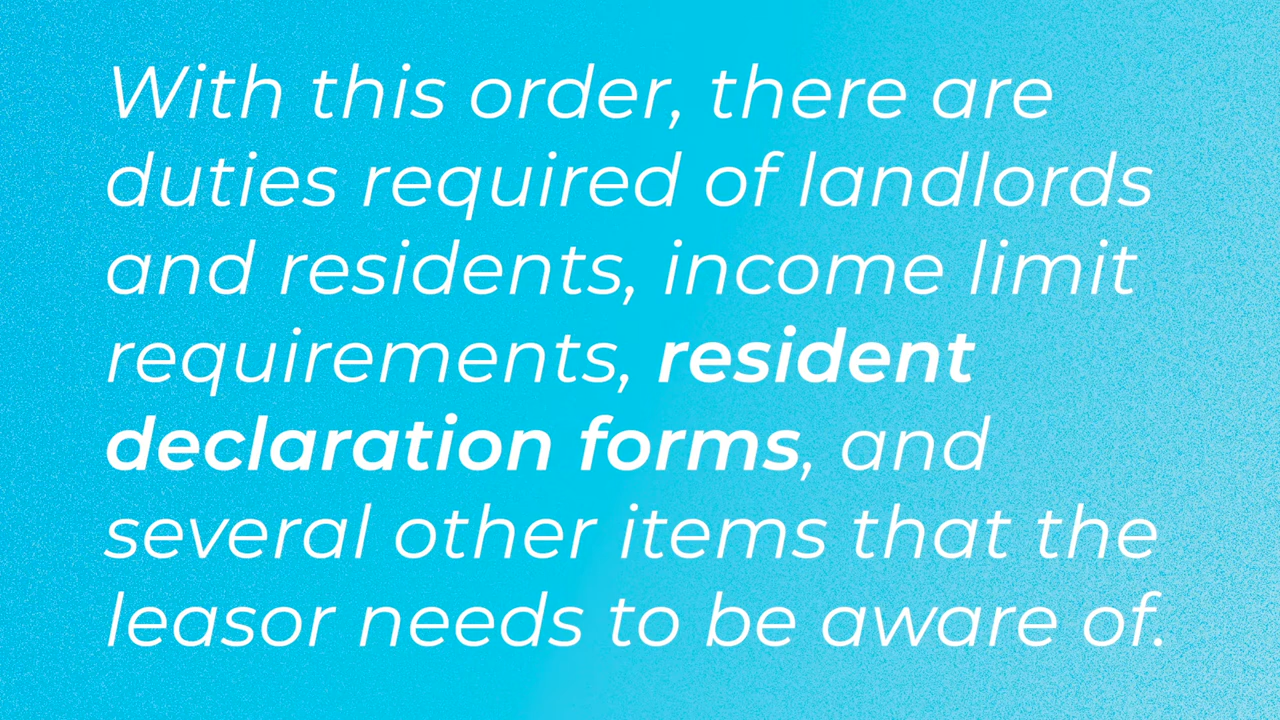 With this order, there are
duties required of landlords
and residents, income limit
requirements, resident
declaration forms, and
several other items that the
leasor needs to be aware of.